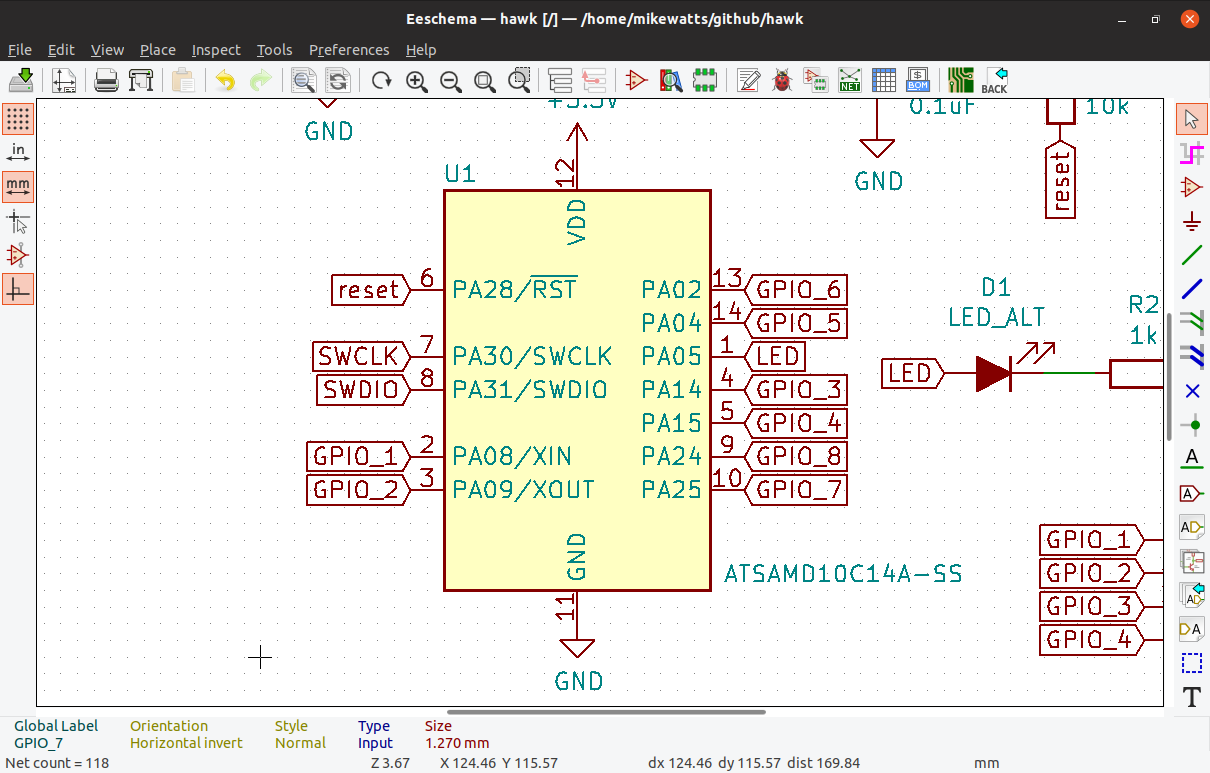 Eeschema — hawk [/] — /home/mikewatts/github/hawk
File Edit View Place Inspect Tools Preferences Help
NET
BOM
BACK
in
mm
A
A
AD
AD
DA
T
+3.3V
0.1uF
10k
GND
GND
reset
U1
12
VDD
reset 6 PA28/RST
SWCLK 7 PA30/SWCLK
SWDIO 8 PA31/SWDIO
GPIO_1 2 PA08/XIN
GPIO_2 3 PA09/XOUT
PA02 13 GPIO_6
PA04 14 GPIO_5
PA05 1 LED
PA14 4 GPIO_3
PA15 5 GPIO_4
PA24 9 GPIO_8
PA25 10 GPIO_7
GND
11
GND
ATSAMD10C14A-SS
D1
LED_ALT
LED
R2
1k
GPIO_1
GPIO_2
GPIO_3
GPIO_4
Global Label Orientation Style Type Size
GPIO_7 Horizontal invert Normal Input 1.270 mm
Net count = 118 Z 3.67 X 124.46 Y 115.57 dx 124.46 dy 115.57 dist 169.84 mm